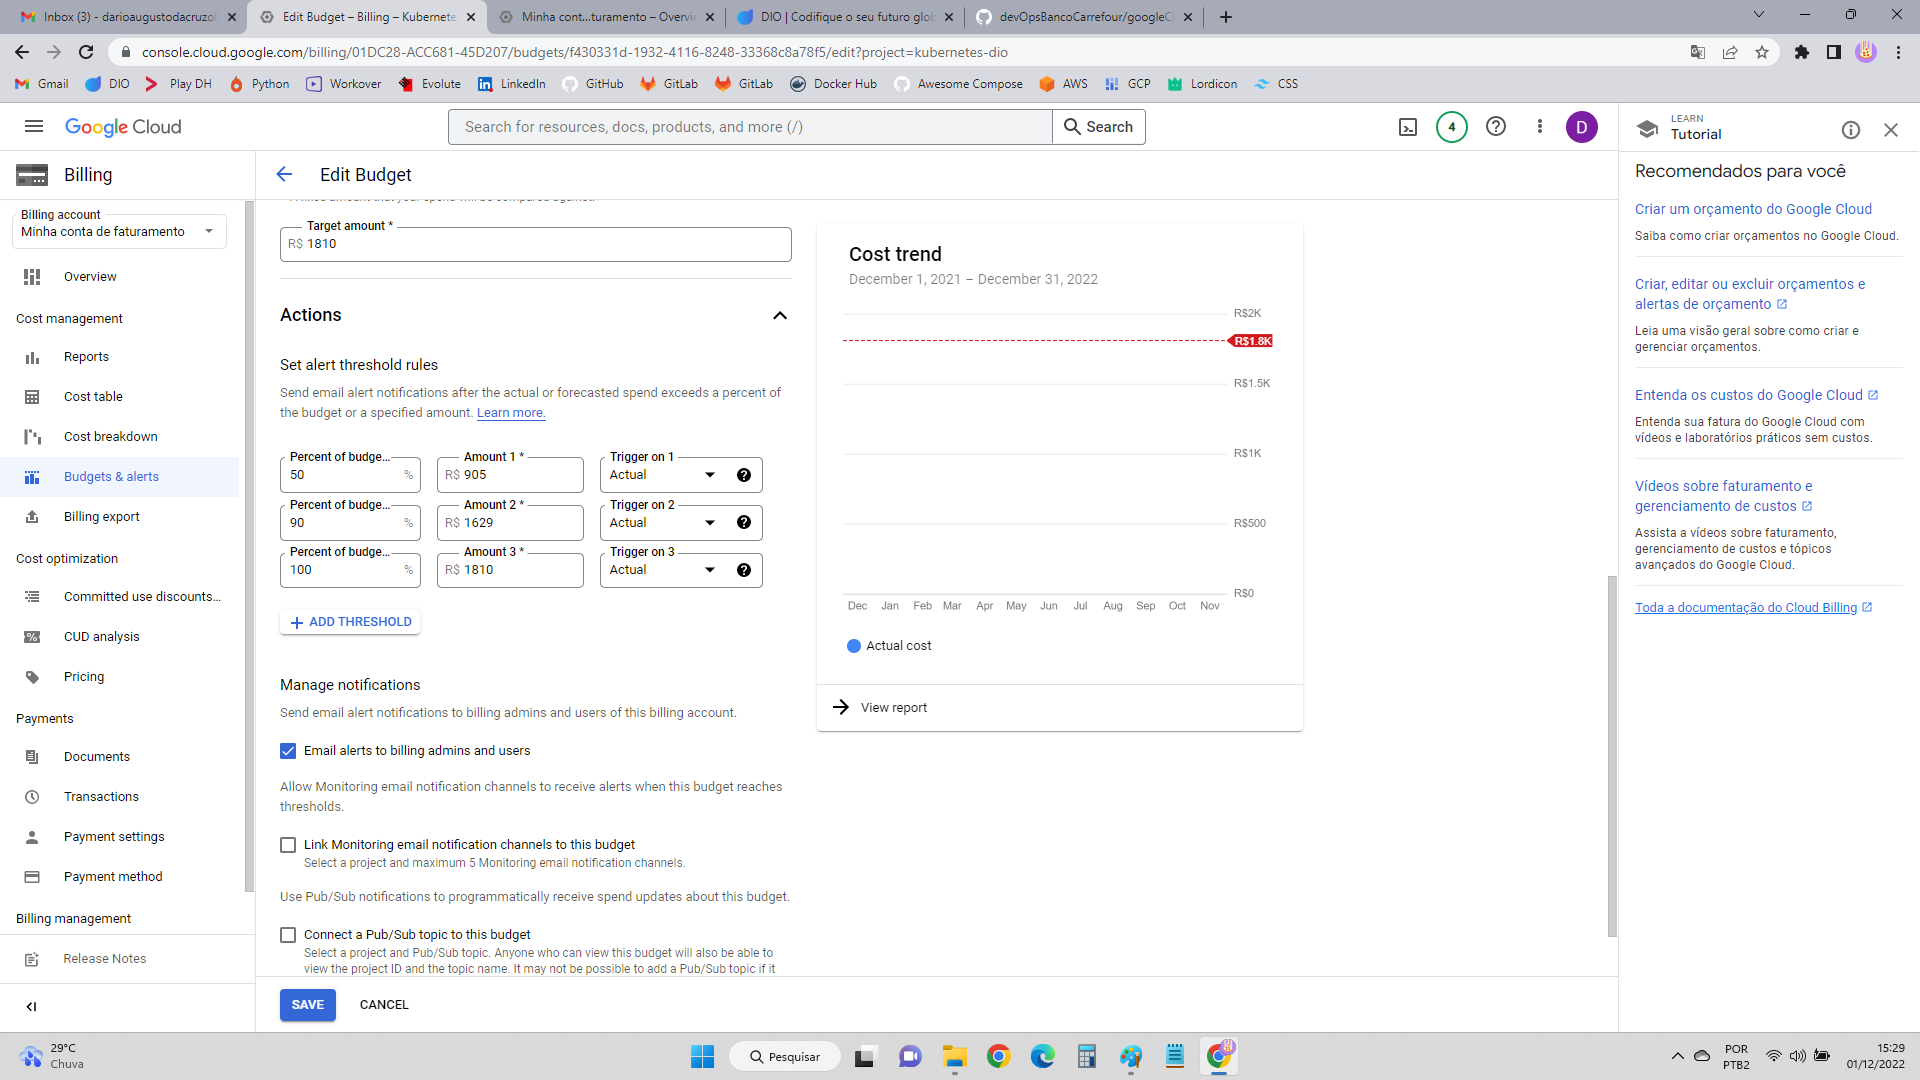 Inbox (3) - darioaugustodacruzol
Edit Budget – Billing – Kubernete
Minha cont...turamento – Overvi
DIO | Codifique o seu futuro glob
devOpsBancoCarrefour/googleCl
console.cloud.google.com/billing/01DC28-ACC681-45D207/budgets/f430331d-1932-4116-8248-33368c8a78f5/edit?project=kubernetes-dio
Gmail
DIO
Play DH
Python
Workover
Evolute
LinkedIn
GitHub
GitLab
GitLab
Docker Hub
Awesome Compose
AWS
GCP
Lordicon
CSS
Google Cloud
Search for resources, docs, products, and more (/)
Search
4
D
LEARN
Tutorial
Billing
Billing account
Minha conta de faturamento
Overview
Cost management
Reports
Cost table
Cost breakdown
Budgets & alerts
Billing export
Cost optimization
Committed use discounts...
CUD analysis
Pricing
Payments
Documents
Transactions
Payment settings
Payment method
Billing management
Release Notes
Edit Budget
A fixed amount that your spend will be compared against.
Target amount *
R$ 1810
Actions
Set alert threshold rules
Send email alert notifications after the actual or forecasted spend exceeds a percent of
the budget or a specified amount. Learn more.
Percent of budge... Amount 1 * Trigger on 1
50 % R$ 905 Actual
Percent of budge... Amount 2 * Trigger on 2
90 % R$ 1629 Actual
Percent of budge... Amount 3 * Trigger on 3
100 % R$ 1810 Actual
ADD THRESHOLD
Manage notifications
Send email alert notifications to billing admins and users of this billing account.
Email alerts to billing admins and users
Allow Monitoring email notification channels to receive alerts when this budget reaches
thresholds.
Link Monitoring email notification channels to this budget
Select a project and maximum 5 Monitoring email notification channels.
Use Pub/Sub notifications to programmatically receive spend updates about this budget.
Connect a Pub/Sub topic to this budget
Select a project and Pub/Sub topic. Anyone who can view this budget will also be able to
view the project ID and the topic name. It may not be possible to add a Pub/Sub topic if it
SAVE CANCEL
Cost trend
December 1, 2021 – December 31, 2022
R$2K
R$1.8K
R$1.5K
R$1K
R$500
R$0
Dec Jan Feb Mar Apr May Jun Jul Aug Sep Oct Nov
Actual cost
View report
Recomendados para você
Criar um orçamento do Google Cloud
Saiba como criar orçamentos no Google Cloud.
Criar, editar ou excluir orçamentos e
alertas de orçamento
Leia uma visão geral sobre como criar e
gerenciar orçamentos.
Entenda os custos do Google Cloud
Entenda sua fatura do Google Cloud com
vídeos e laboratórios práticos sem custos.
Vídeos sobre faturamento e
gerenciamento de custos
Assista a vídeos sobre faturamento,
gerenciamento de custos e tópicos
avançados do Google Cloud.
Toda a documentação do Cloud Billing
29°C
Chuva
Pesquisar
POR
PTB2
15:29
01/12/2022